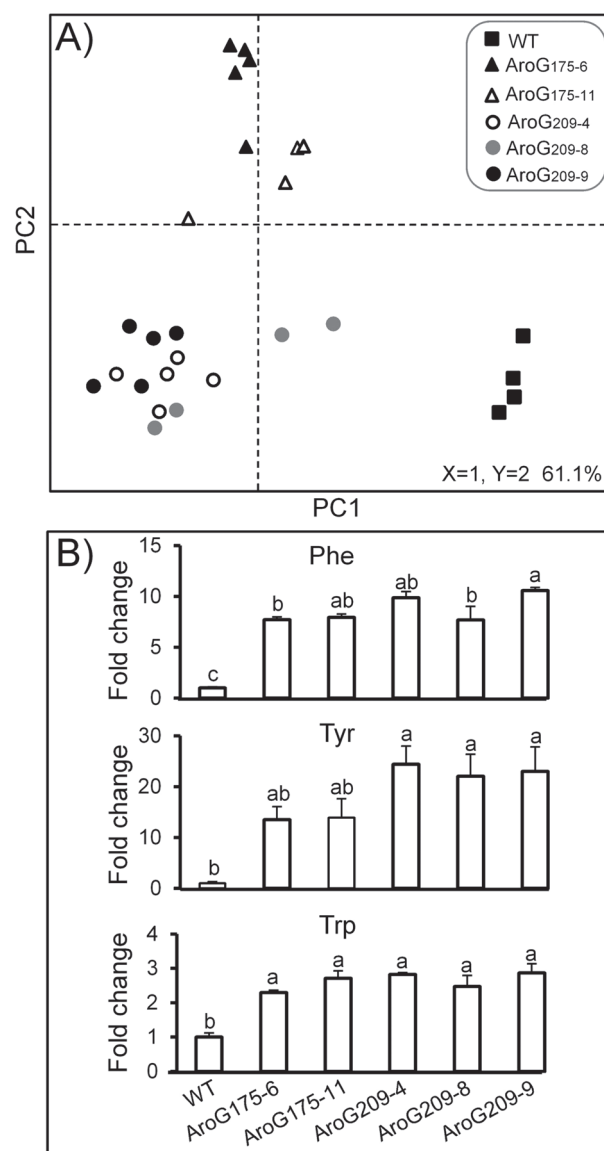 A)
WT
AroG175-6
AroG175-11
AroG209-4
AroG209-8
AroG209-9
PC2
X=1, Y=2 61.1%
PC1
B)
Phe
Fold change
15
10
5
0
c
b
ab
ab
b
a
Tyr
Fold change
30
20
10
0
b
ab
ab
a
a
a
Trp
Fold change
4
3
2
1
0
b
a
a
a
a
a
WT
AroG175-6
AroG175-11
AroG209-4
AroG209-8
AroG209-9